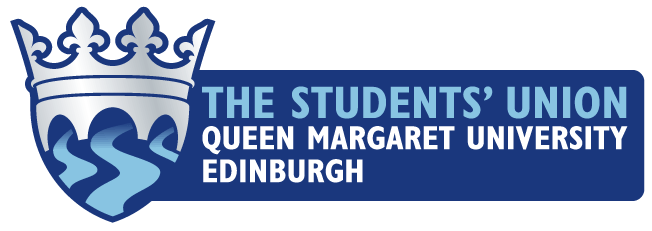 THE STUDENTS' UNION
QUEEN MARGARET UNIVERSITY
EDINBURGH